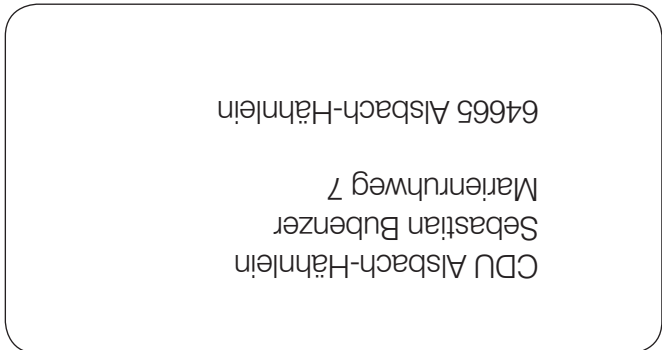 CDU Alsbach-Hähnlein
Sebastian Bubenzer
Marienruhweg 7
64665 Alsbach-Hähnlein